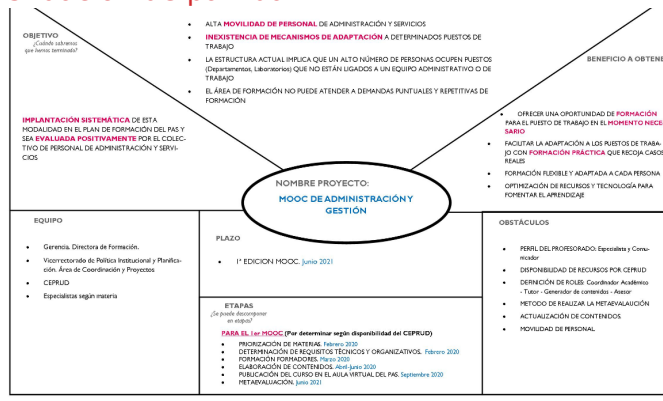 • ALTA MOVILIDAD DE PERSONAL DE ADMINISTRACIÓN Y SERVICIOS
• INEXISTENCIA DE MECANISMOS DE ADAPTACIÓN A DETERMINADOS PUESTOS DE
TRABAJO
• LA ESTRUCTURA ACTUAL IMPLICA QUE UN ALTO NÚMERO DE PERSONAS OCUPEN PUESTOS
(Departamentos, Laboratorios) QUE NO ESTÁN LIGADOS A UN EQUIPO ADMINISTRATIVO O DE
TRABAJO
• EL ÁREA DE FORMACIÓN NO PUEDE ATENDER A DEMANDAS PUNTUALES Y REPETITIVAS DE
FORMACIÓN
OBJETIVO
¿Cuándo sabremos
que hemos terminado?
IMPLANTACIÓN SISTEMÁTICA DE ESTA
MODALIDAD EN EL PLAN DE FORMACIÓN DEL PAS Y
SEA EVALUADA POSITIVAMENTE POR EL COLEC-
TIVO DE PERSONAL DE ADMINISTRACIÓN Y SERVI-
CIOS
BENEFICIO A OBTENE
• OFRECER UNA OPORTUNIDAD DE FORMACIÓN
PARA EL PUESTO DE TRABAJO EN EL MOMENTO NECE
SARIO
• FACILITAR LA ADAPTACIÓN A LOS PUESTOS DE TRABA-
JO CON FORMACIÓN PRÁCTICA QUE RECOJA CASOS
REALES
• FORMACIÓN FLEXIBLE Y ADAPTADA A CADA PERSONA
• OPTIMIZACIÓN DE RECURSOS Y TECNOLOGÍA PARA
FOMENTAR EL APRENDIZAJE
NOMBRE PROYECTO:
MOOC DE ADMINISTRACIÓN Y
GESTIÓN
EQUIPO
• Gerencia. Directora de Formación.
• Vicerrectorado de Política Institucional y Planifica-
ción. Área de Coordinación y Proyectos
• CEPRUD
• Especialistas según materia
PLAZO
• 1ª EDICION MOOC. Junio 2021
ETAPAS
¿Se puede descomponer
en etapas?
PARA EL 1er MOOC (Por determinar según disponibilidad del CEPRUD)
• PRIORIZACIÓN DE MATERIAS. Febrero 2020
• DETERMINACIÓN DE REQUISITOS TÉCNICOS Y ORGANIZATIVOS. Febrero 2020
• FORMACIÓN FORMADORES. Marzo 2020
• ELABORACIÓN DE CONTENIDOS. Abril-Junio 2020
• PUBLICACIÓN DEL CURSO EN EL AULA VIRTUAL DEL PAS. Septiembre 2020
• METAEVALUACIÓN. Junio 2021
OBSTÁCULOS
• PERFIL DEL PROFESORADO: Especialista y Comu-
nicador
• DISPONIBILIDAD DE RECURSOS POR CEPRUD
• DEFINICIÓN DE ROLES: Coordinador Académico
- Tutor - Generador de contenidos - Asesor
• METODO DE REALIZAR LA METAEVALAUCIÓN
• ACTUALIZACIÓN DE CONTENIDOS.
• MOVILIDAD DE PERSONAL